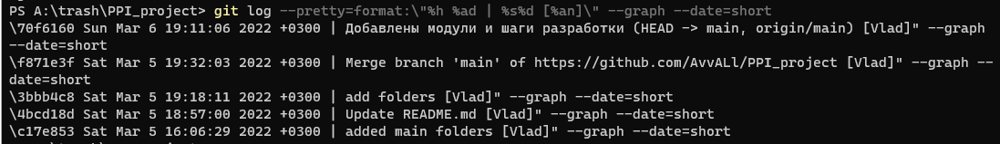 PS A:\trash\PPI_project> git log --pretty=format:\"%h %ad | %s%d [%an]\" --graph --date=short
\70f6160 Sun Mar 6 19:11:06 2022 +0300 | Добавлены модули и шаги разработки (HEAD -> main, origin/main) [Vlad]" --graph
--date=short
\f871e3f Sat Mar 5 19:32:03 2022 +0300 | Merge branch 'main' of https://github.com/AvvALl/PPI_project [Vlad]" --graph --
date=short
\3bbb4c8 Sat Mar 5 19:18:11 2022 +0300 | add folders [Vlad]" --graph --date=short
\4bcd18d Sat Mar 5 18:57:00 2022 +0300 | Update README.md [Vlad]" --graph --date=short
\c17e853 Sat Mar 5 16:06:29 2022 +0300 | added main folders [Vlad]" --graph --date=short